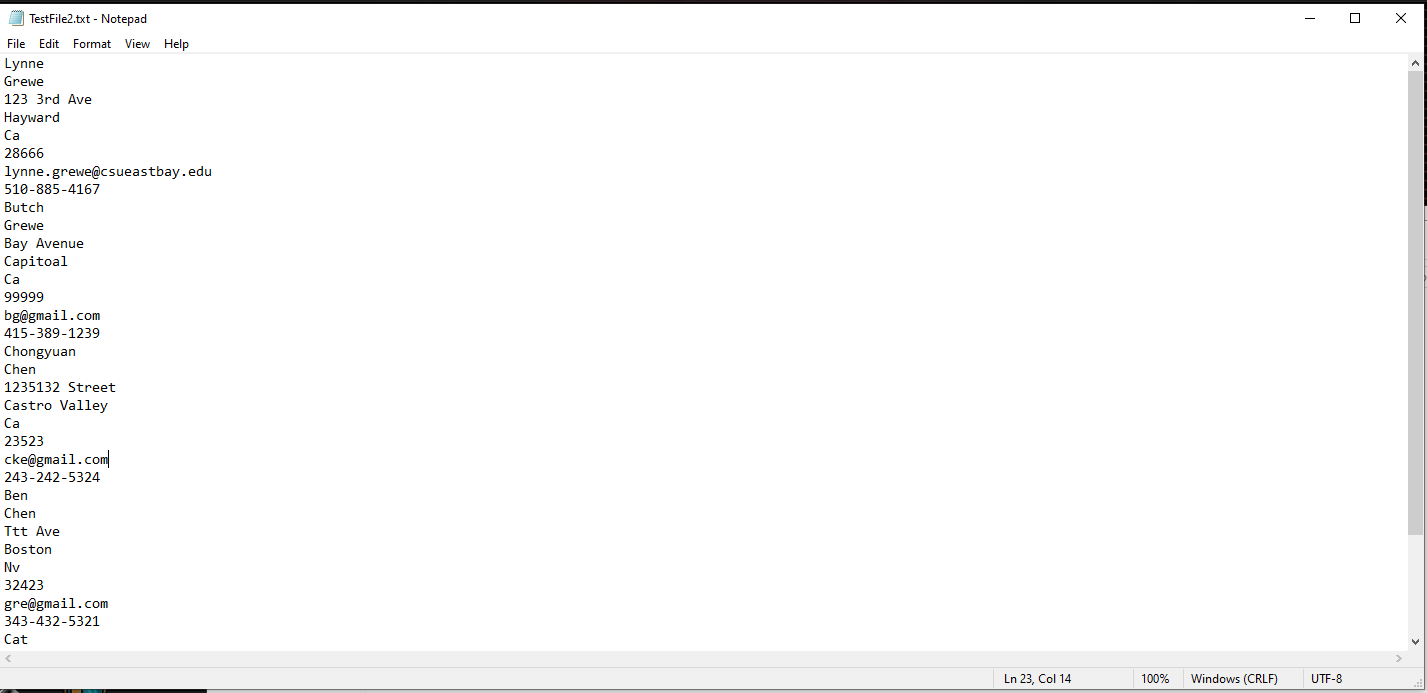 TestFile2.txt - Notepad
File Edit Format View Help
Lynne
Grewe
123 3rd Ave
Hayward
Ca
28666
lynne.grewe@csueastbay.edu
510-885-4167
Butch
Grewe
Bay Avenue
Capitoal
Ca
99999
bg@gmail.com
415-389-1239
Chongyuan
Chen
1235132 Street
Castro Valley
Ca
23523
cke@gmail.com
243-242-5324
Ben
Chen
Ttt Ave
Boston
Nv
32423
gre@gmail.com
343-432-5321
Cat
Ln 23, Col 14 100% Windows (CRLF) UTF-8